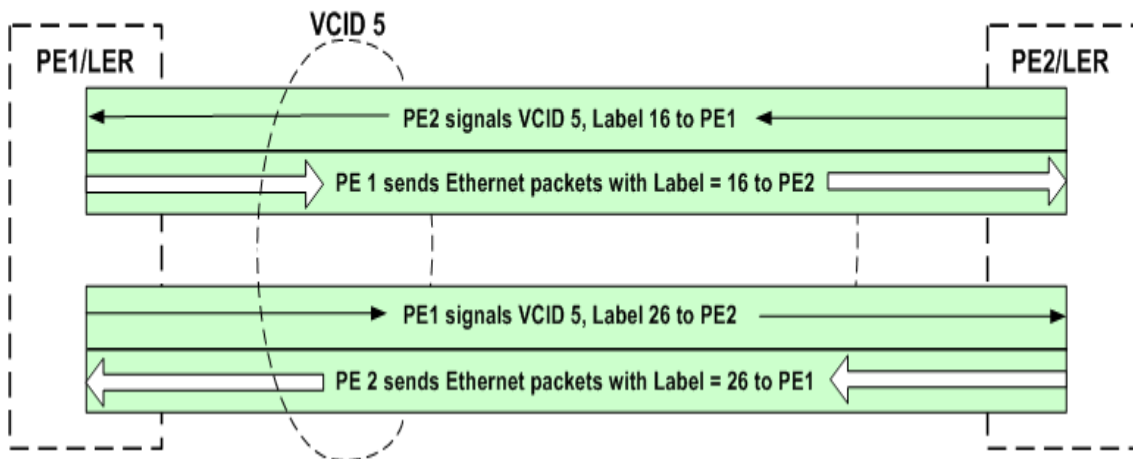 VCID 5
PE1/LER
PE2/LER
PE2 signals VCID 5, Label 16 to PE1
PE 1 sends Ethernet packets with Label = 16 to PE2
PE1 signals VCID 5, Label 26 to PE2
PE 2 sends Ethernet packets with Label = 26 to PE1